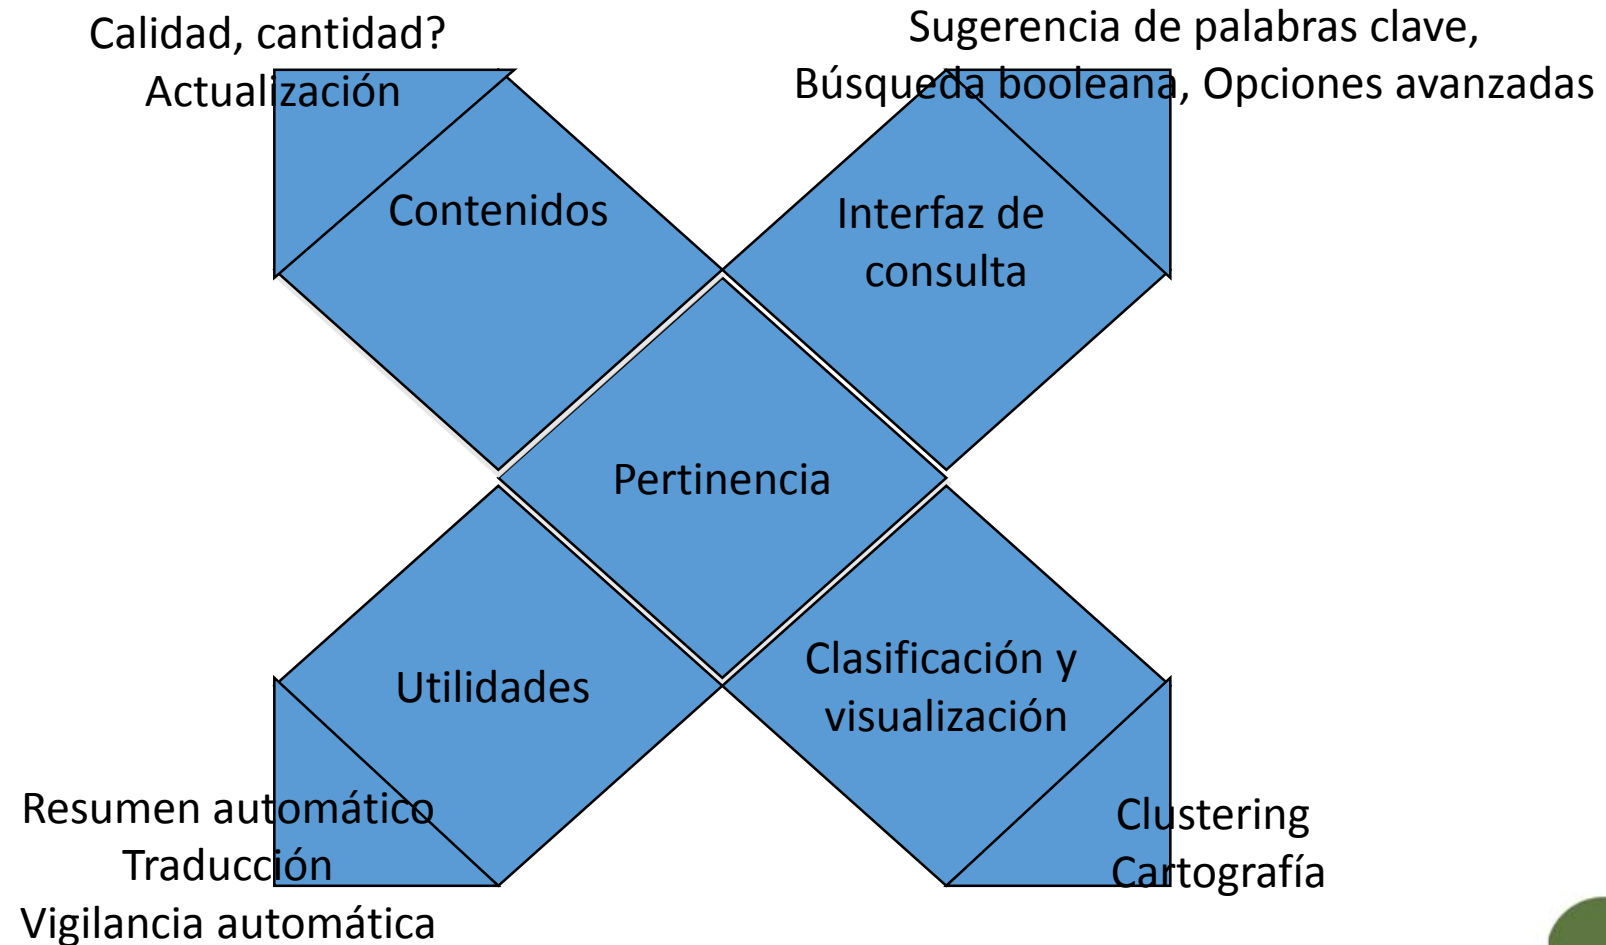 Calidad, cantidad?
Actualización
Sugerencia de palabras clave,
Búsqueda booleana, Opciones avanzadas
Contenidos
Interfaz de
consulta
Pertinencia
Utilidades
Clasificación y
visualización
Resumen automático
Traducción
Vigilancia automática
Clustering
Cartografía